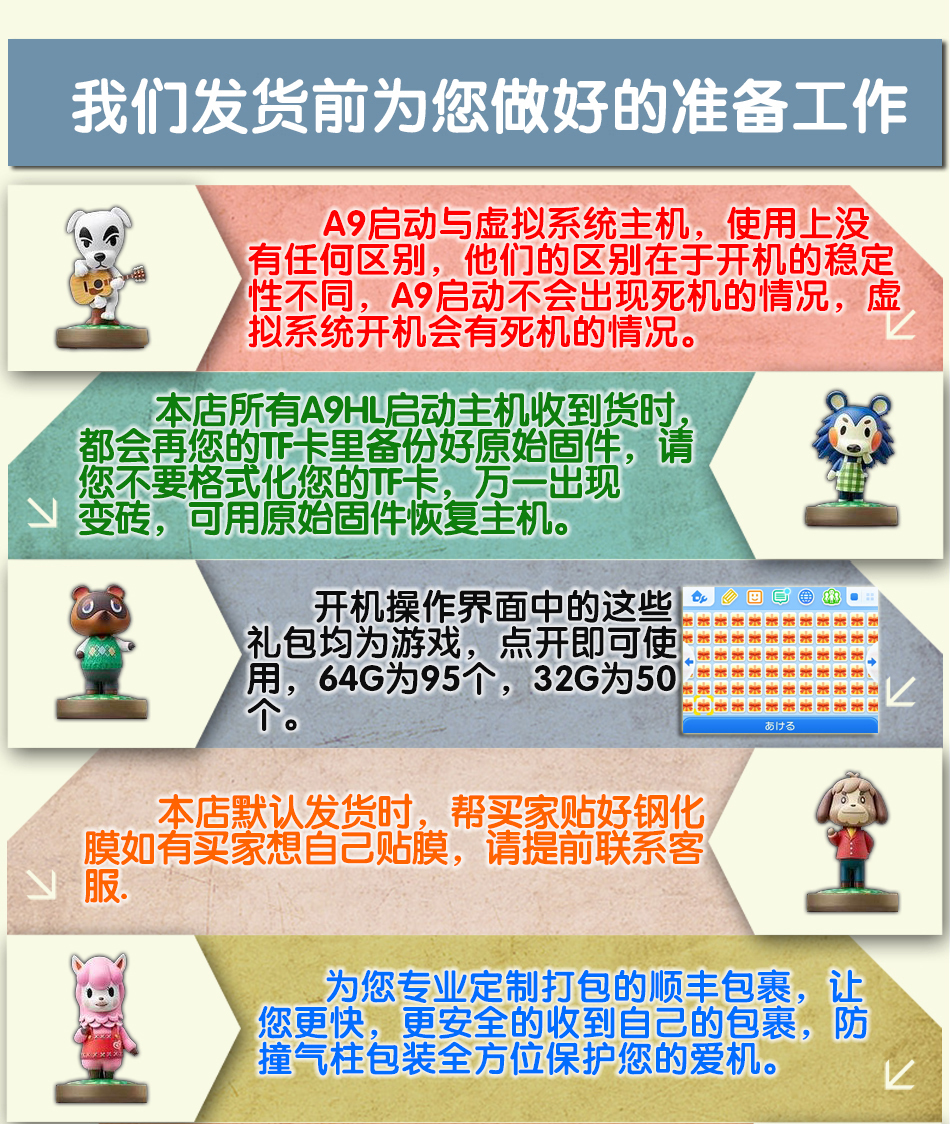 我们发货前为您做好的准备工作
A9启动与虚拟系统主机，使用上没
有任何区别，他们的区别在于开机的稳定
性不同，A9启动不会出现死机的情况，虚
拟系统开机会有死机的情况。
本店所有A9HL启动主机收到货时，
都会再您的TF卡里备份好原始固件，请
您不要格式化您的TF卡，万一出现
变砖，可用原始固件恢复主机。
开机操作界面中的这些
礼包均为游戏，点开即可使
用，64G为95个，32G为50
个。
あける
本店默认发货时，帮买家贴好钢化
膜如有买家想自己贴膜，请提前联系客
服.
为您专业定制打包的顺丰包裹，让
您更快，更安全的收到自己的包裹，防
撞气柱包装全方位保护您的爱机。